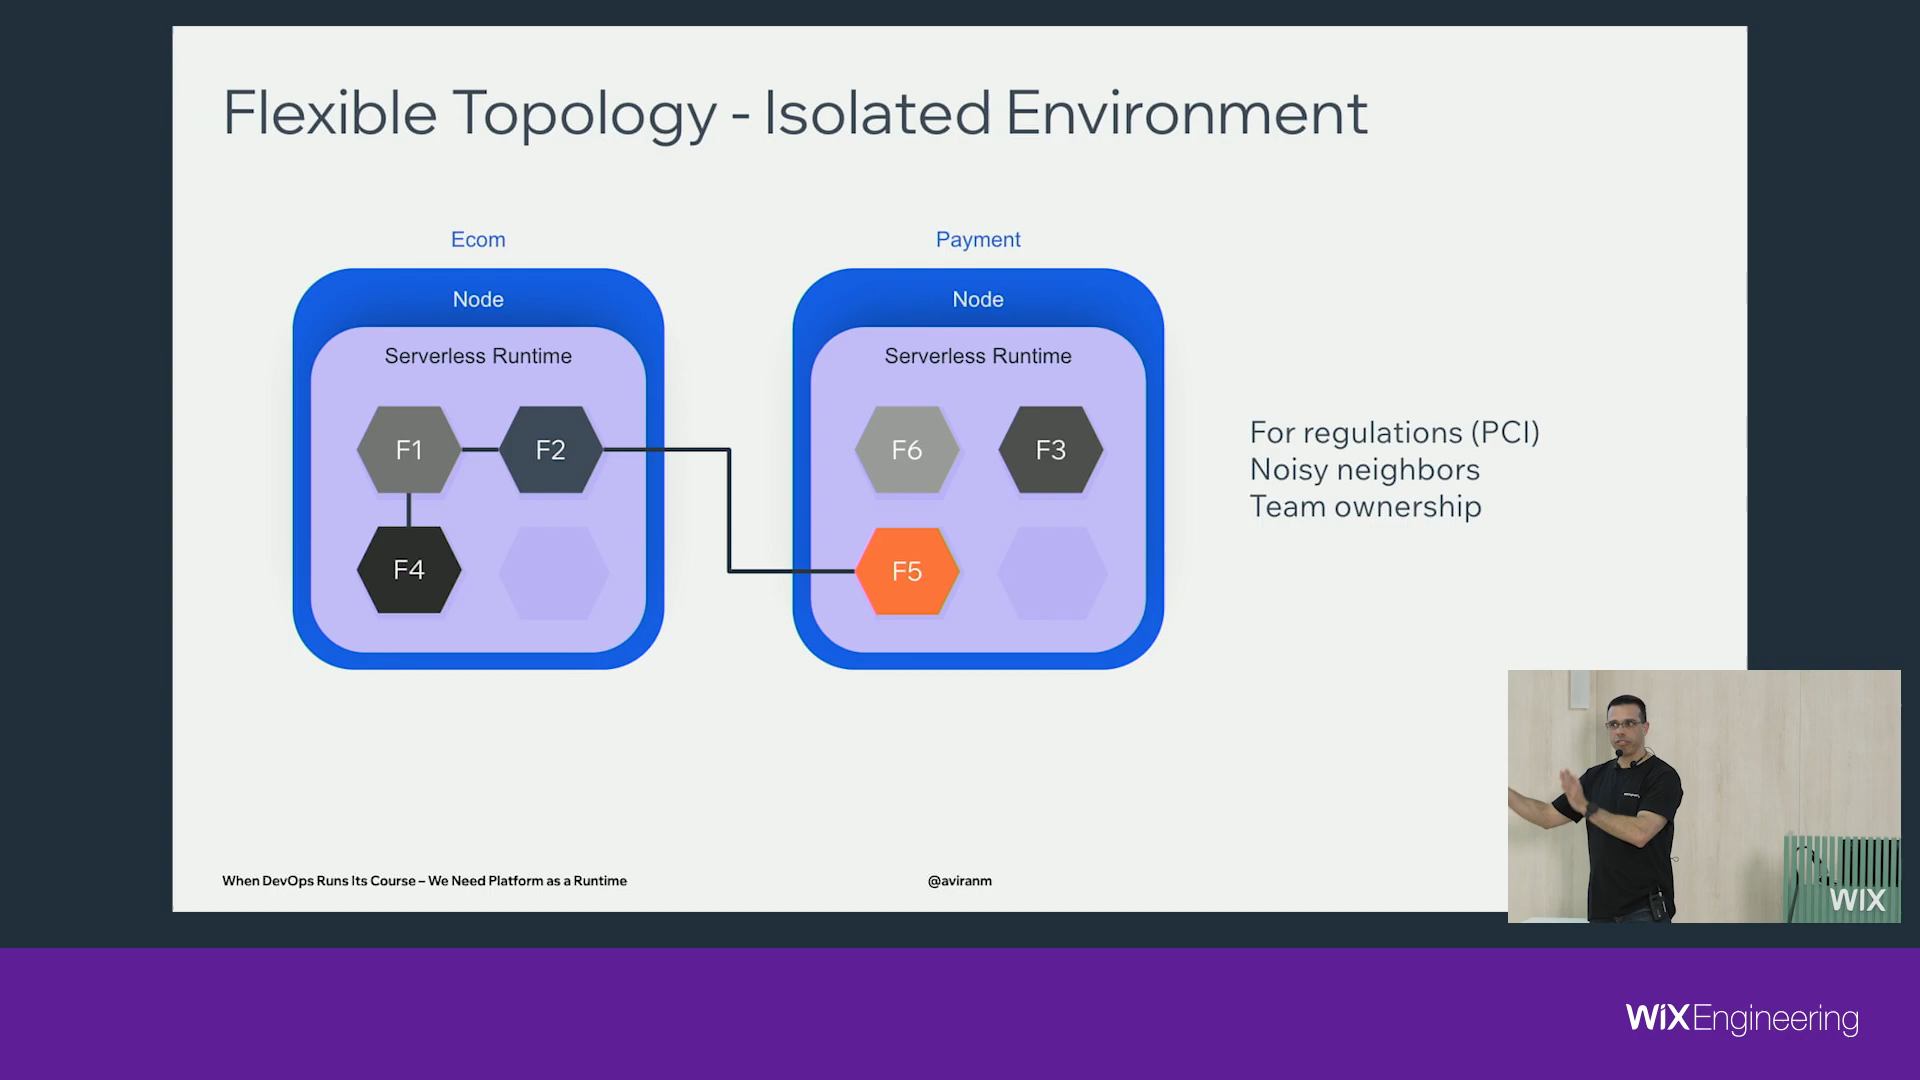 Flexible Topology - Isolated Environment
Ecom
Payment
Node
Node
Serverless Runtime
Serverless Runtime
F1
F2
F6
F3
F4
F5
For regulations (PCI)
Noisy neighbors
Team ownership
When DevOps Runs Its Course – We Need Platform as a Runtime
@aviranm
WIX
WiX Engineering